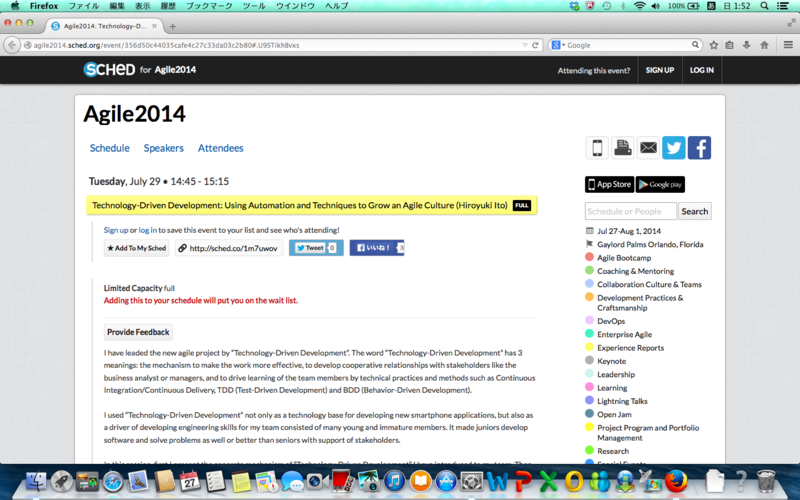 Firefox ファイル 編集 表示 履歴 ブックマーク ツール ウインドウ ヘルプ 100% 日 1:52
Agile2014: Technology-D...
agile2014.sched.org/event/356d50c44035cafe4c27c33da03c2b80#.U9STIkhBvxs
Google
SCHED for Agile2014
Attending this event? SIGN UP LOG IN
Agile2014
Schedule Speakers Attendees
Tuesday, July 29 • 14:45 - 15:15
Technology-Driven Development: Using Automation and Techniques to Grow an Agile Culture (Hiroyuki Ito) FULL
Sign up or log in to save this event to your list and see who's attending!
★ Add To My Sched http://sched.co/1m7uwov Tweet 0 いいね! 3
Limited Capacity full
Adding this to your schedule will put you on the wait list.
Provide Feedback
I have leaded the new agile project by "Technology-Driven Development". The word "Technology-Driven Development" has 3
meanings: the mechanism to make the work more effective, to develop cooperative relationships with stakeholders like the
business analyst or managers, and to drive learning of the team members by technical practices and methods such as Continuous
Integration/Continuous Delivery, TDD (Test-Driven Development) and BDD (Behavior-Driven Development).
I used "Technology-Driven Development" not only as a technology base for developing new smartphone applications, but also as
a driver of developing engineering skills for my team consisted of many young and immature members. It made juniors develop
software and solve problems as well or better than seniors with support of stakeholders.
App Store Google play
Schedule or People Search
Jul 27-Aug 1, 2014
Gaylord Palms Orlando, Florida
Agile Bootcamp
Coaching & Mentoring
Collaboration Culture & Teams
Development Practices &
Craftsmanship
DevOps
Enterprise Agile
Experience Reports
Keynote
Leadership
Learning
Lightning Talks
Open Jam
Project Program and Portfolio
Management
Research
27